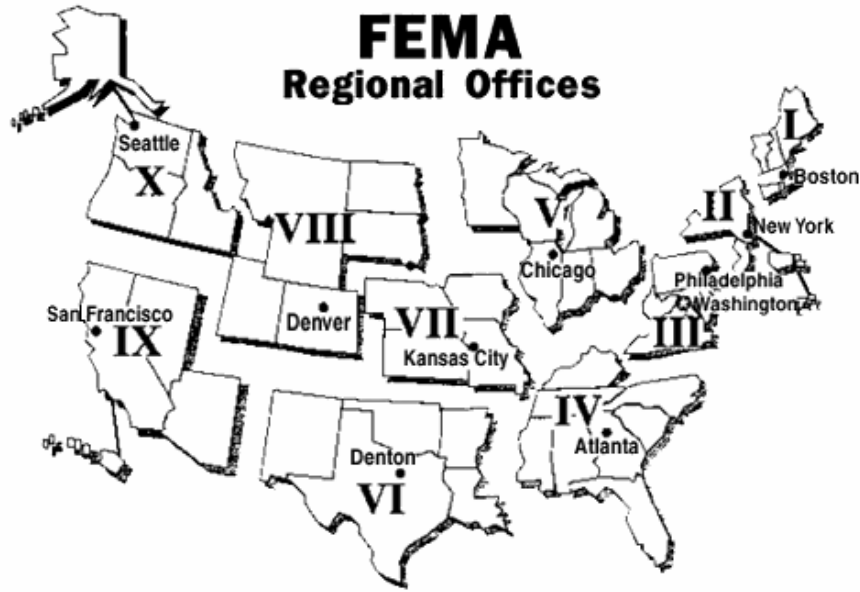 FEMA
Regional Offices
I
Seattle
X
Boston
II
New York
V
VIII
Chicago
Philadelphia
Washington
III
San Francisco
IX
Denver
VII
Kansas City
IV
Atlanta
Denton
VI